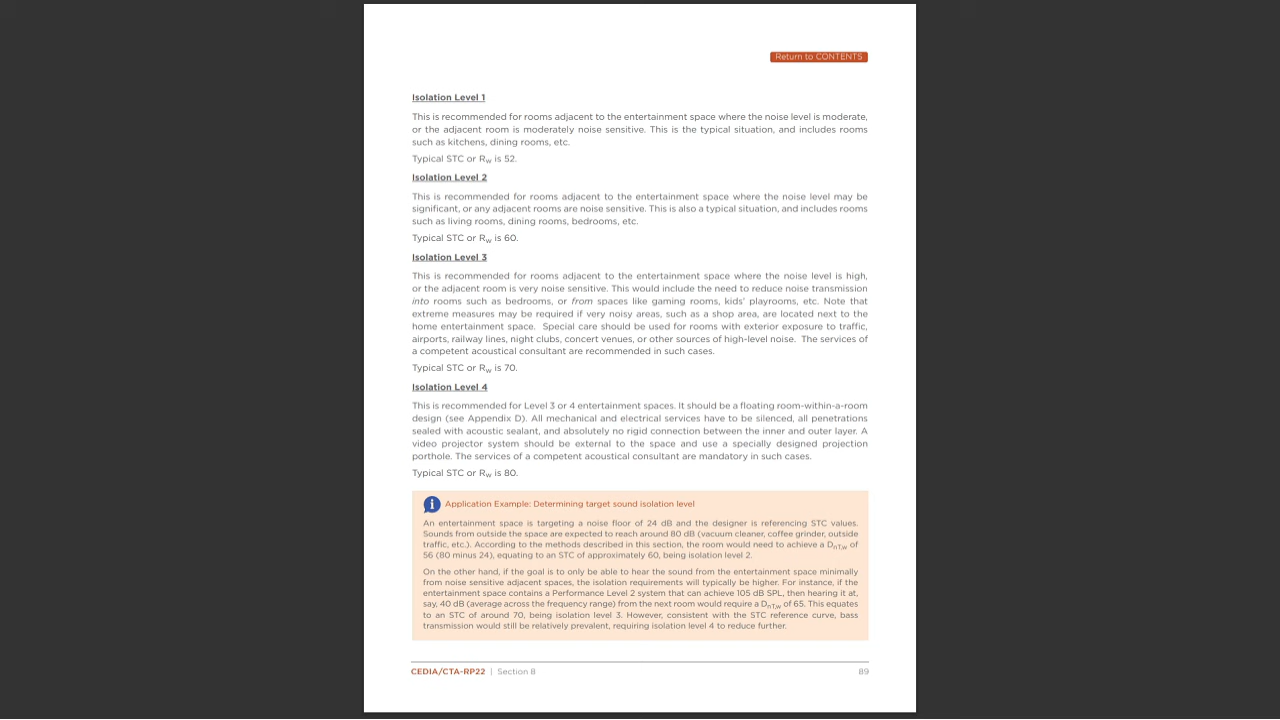 Return to CONTENTS
Isolation Level 1
This is recommended for rooms adjacent to the entertainment space where the noise level is moderate,
or the adjacent room is moderately noise sensitive. This is the typical situation, and includes rooms
such as kitchens, dining rooms, etc.
Typical STC or Rw is 52.
Isolation Level 2
This is recommended for rooms adjacent to the entertainment space where the noise level may be
significant, or any adjacent rooms are noise sensitive. This is also a typical situation, and includes rooms
such as living rooms, dining rooms, bedrooms, etc.
Typical STC or Rw is 60.
Isolation Level 3
This is recommended for rooms adjacent to the entertainment space where the noise level is high,
or the adjacent room is very noise sensitive. This would include the need to reduce noise transmission
into rooms such as bedrooms, or from spaces like gaming rooms, kids’ playrooms, etc. Note that
extreme measures may be required if very noisy areas, such as a shop area, are located next to the
home entertainment space. Special care should be used for rooms with exterior exposure to traffic,
airports, railway lines, night clubs, concert venues, or other sources of high-level noise. The services of
a competent acoustical consultant are recommended in such cases.
Typical STC or Rw is 70.
Isolation Level 4
This is recommended for Level 3 or 4 entertainment spaces. It should be a floating room-within-a-room
design (see Appendix D). All mechanical and electrical services have to be silenced, all penetrations
sealed with acoustic sealant, and absolutely no rigid connection between the inner and outer layer. A
video projector system should be external to the space and use a specially designed projection
porthole. The services of a competent acoustical consultant are mandatory in such cases.
Typical STC or Rw is 80.
Application Example: Determining target sound isolation level
An entertainment space is targeting a noise floor of 24 dB and the designer is referencing STC values.
Sounds from outside the space are expected to reach around 80 dB (vacuum cleaner, coffee grinder, outside
traffic, etc.). According to the methods described in this section, the room would need to achieve a DnT,w of
56 (80 minus 24), equating to an STC of approximately 60, being isolation level 2.
On the other hand, if the goal is to only be able to hear the sound from the entertainment space minimally
from noise sensitive adjacent spaces, the isolation requirements will typically be higher. For instance, if the
entertainment space contains a Performance Level 2 system that can achieve 105 dB SPL, then hearing it at,
say, 40 dB (average across the frequency range) from the next room would require a DnT,w of 65. This equates
to an STC of around 70, being isolation level 3. However, consistent with the STC reference curve, bass
transmission would still be relatively prevalent, requiring isolation level 4 to reduce further.
CEDIA/CTA-RP22 | Section 8 89